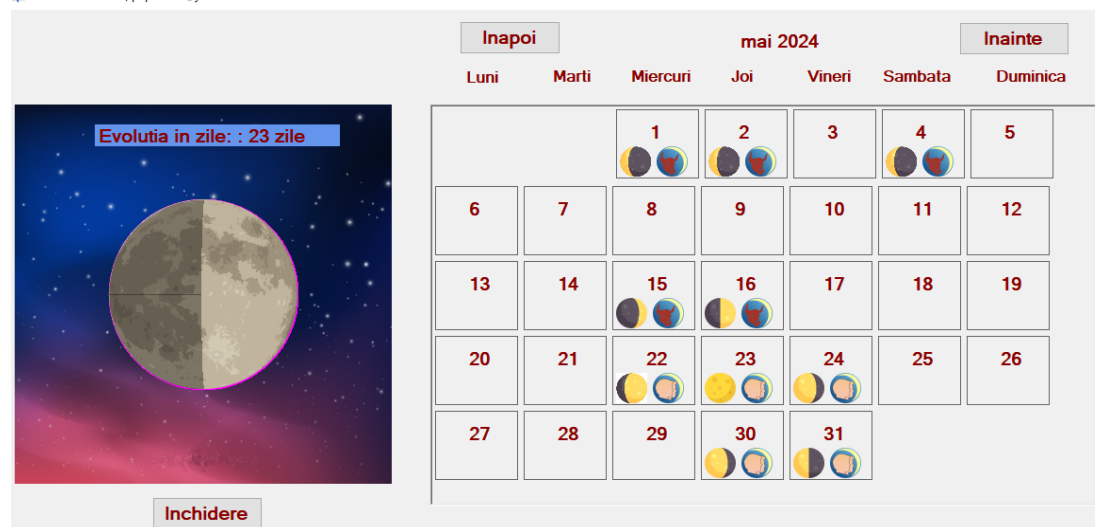 Inapoi mai 2024 Inainte
Luni Marti Miercuri Joi Vineri Sambata Duminica
Evolutia in zile: : 23 zile
1 2 3 4 5
6 7 8 9 10 11 12
13 14 15 16 17 18 19
20 21 22 23 24 25 26
27 28 29 30 31
Inchidere